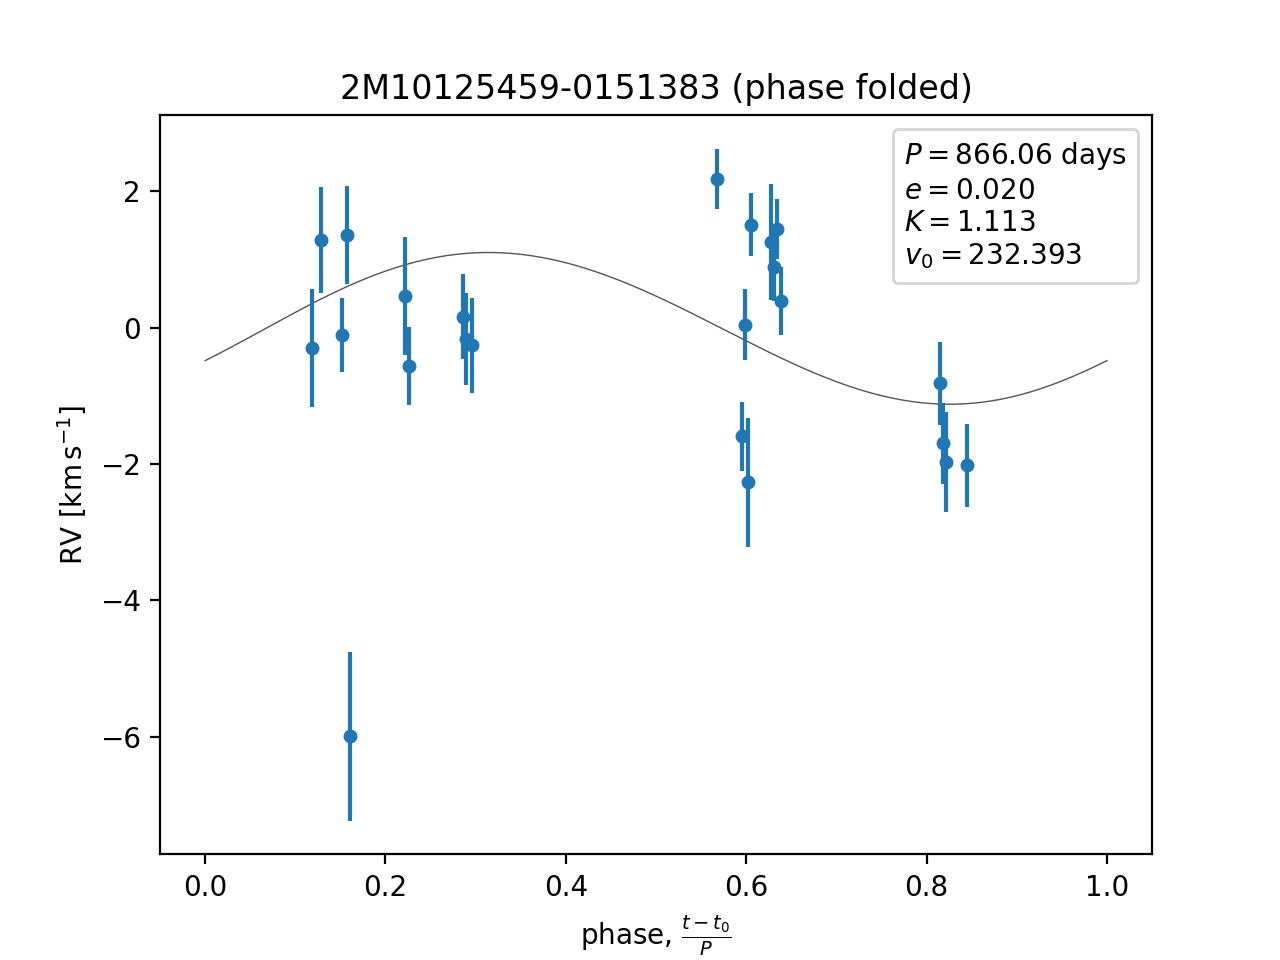 2M10125459-0151383 (phase folded)
P = 866.06 days
e = 0.020
K = 1.113
v₀ = 232.393
RV [km s⁻¹]
2
0
−2
−4
−6
0.0 0.2 0.4 0.6 0.8 1.0
phase, (t − t₀)/P